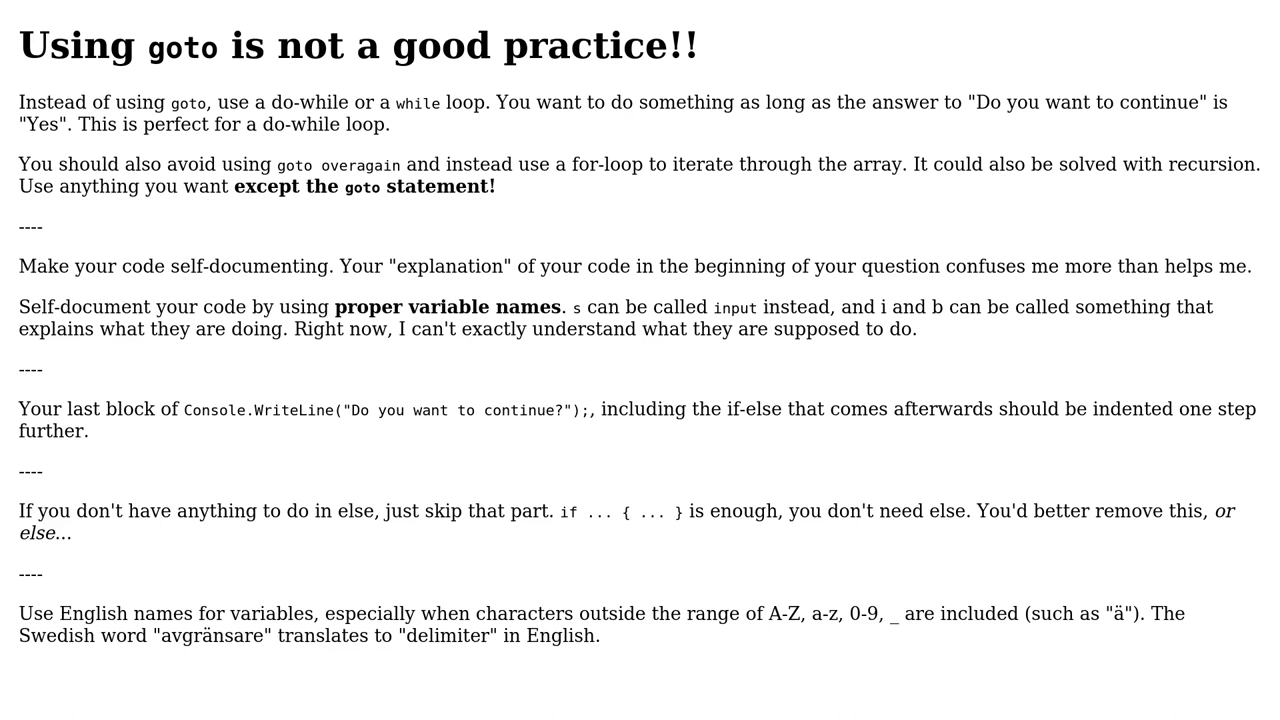 Using goto is not a good practice!!
Instead of using goto, use a do-while or a while loop. You want to do something as long as the answer to "Do you want to continue" is
"Yes". This is perfect for a do-while loop.
You should also avoid using goto overagain and instead use a for-loop to iterate through the array. It could also be solved with recursion.
Use anything you want except the goto statement!
----
Make your code self-documenting. Your "explanation" of your code in the beginning of your question confuses me more than helps me.
Self-document your code by using proper variable names. s can be called input instead, and i and b can be called something that
explains what they are doing. Right now, I can't exactly understand what they are supposed to do.
----
Your last block of Console.WriteLine("Do you want to continue?");, including the if-else that comes afterwards should be indented one step
further.
----
If you don't have anything to do in else, just skip that part. if ... { ... } is enough, you don't need else. You'd better remove this, or
else...
----
Use English names for variables, especially when characters outside the range of A-Z, a-z, 0-9, _ are included (such as "ä"). The
Swedish word "avgränsare" translates to "delimiter" in English.